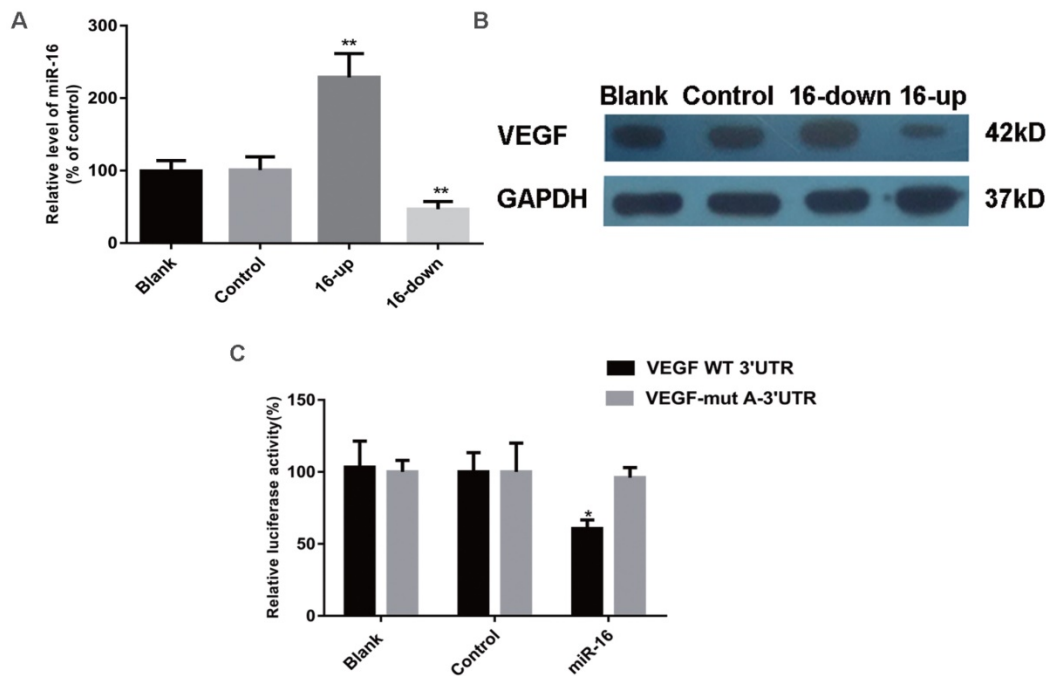 A
Relative level of miR-16
(% of control)
300
200
100
0
**
**
Blank
Control
16-up
16-down
B
Blank Control 16-down 16-up
VEGF 42kD
GAPDH 37kD
C
VEGF WT 3'UTR
VEGF-mut A-3'UTR
Relative luciferase activity(%)
150
100
50
0
*
Blank
Control
miR-16